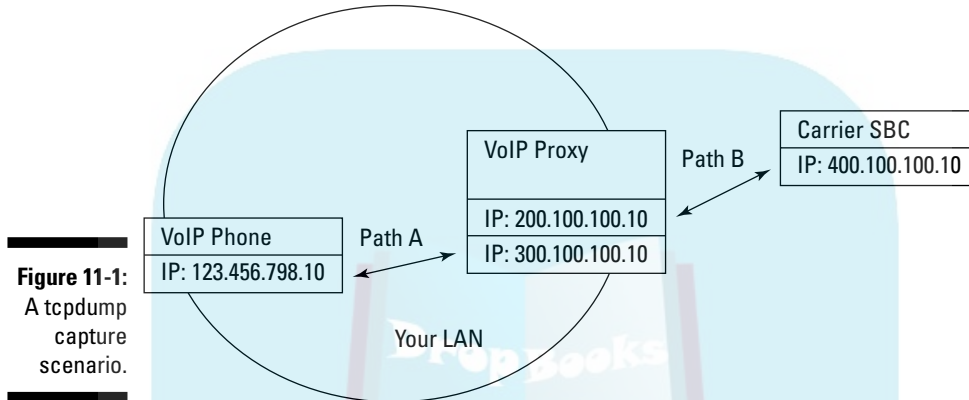 VoIP Phone
IP: 123.456.798.10
Path A
VoIP Proxy
IP: 200.100.100.10
IP: 300.100.100.10
Path B
Carrier SBC
IP: 400.100.100.10
Your LAN
Figure 11-1:
A tcpdump
capture
scenario.
DropBooks